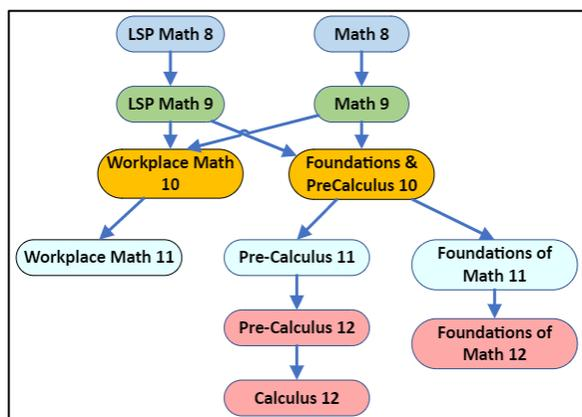 LSP Math 8
Math 8
LSP Math 9
Math 9
Workplace Math
10
Foundations &
PreCalculus 10
Workplace Math 11
Pre-Calculus 11
Foundations of
Math 11
Pre-Calculus 12
Foundations of
Math 12
Calculus 12